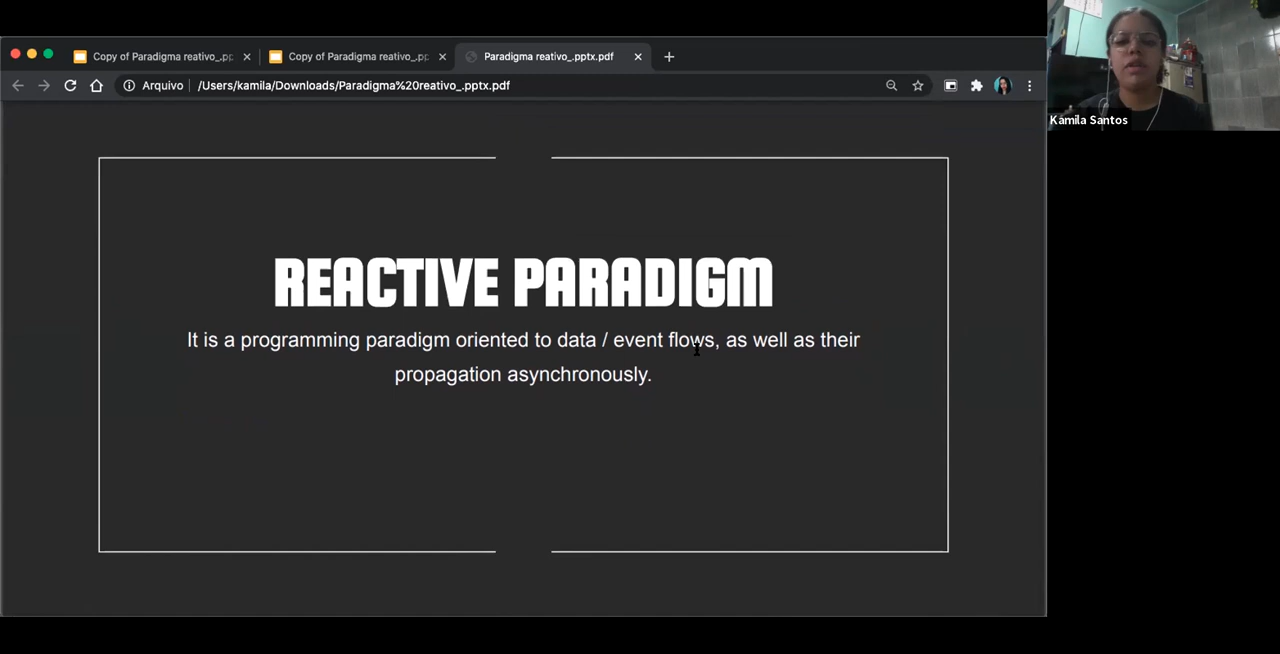 Copy of Paradigma reativo_.pp
Copy of Paradigma reativo_.pp
Paradigma reativo_.pptx.pdf
Arquivo
/Users/kamila/Downloads/Paradigma%20reativo_.pptx.pdf
Kamila Santos
REACTIVE PARADIGM
It is a programming paradigm oriented to data / event flows, as well as their
propagation asynchronously.